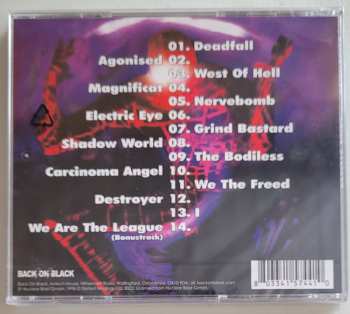 01. Deadfall
Agonised 02.
03. West Of Hell
Magnificat 04.
05. Nervebomb
Electric Eye 06.
07. Grind Bastard
Shadow World 08.
09. The Bodiless
Carcinoma Angel 10.
11. We The Freed
Destroyer 12.
13. I
We Are The League 14.
(Bonustrack)
BACK ON BLACK